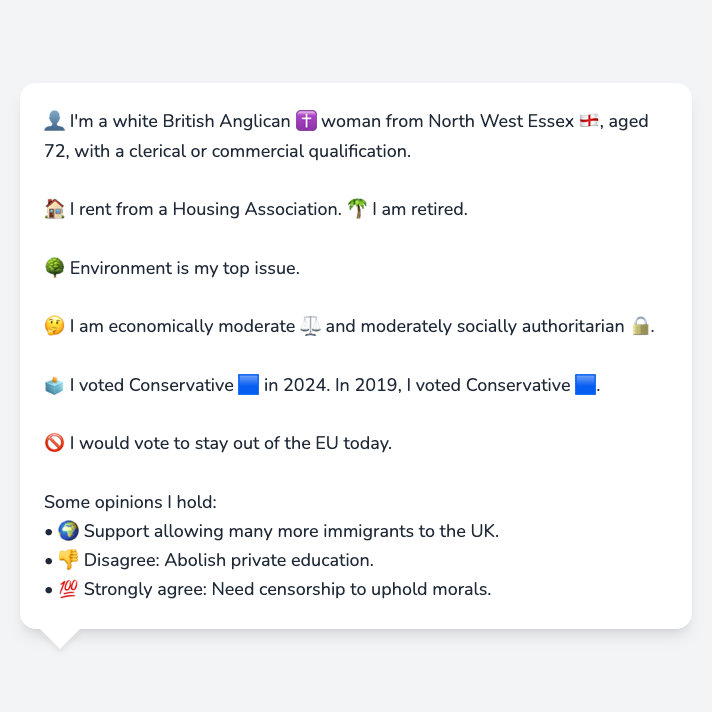 👤 I'm a white British Anglican ✝️ woman from North West Essex 🏴󠁧󠁢󠁥󠁮󠁧󠁿, aged
72, with a clerical or commercial qualification.
🏠 I rent from a Housing Association. 🌴 I am retired.
🌳 Environment is my top issue.
🤔 I am economically moderate ⚖️ and moderately socially authoritarian 🔒.
🗳️ I voted Conservative 🟦 in 2024. In 2019, I voted Conservative 🟦.
🚫 I would vote to stay out of the EU today.
Some opinions I hold:
• 🌍 Support allowing many more immigrants to the UK.
• 👎 Disagree: Abolish private education.
• 💯 Strongly agree: Need censorship to uphold morals.